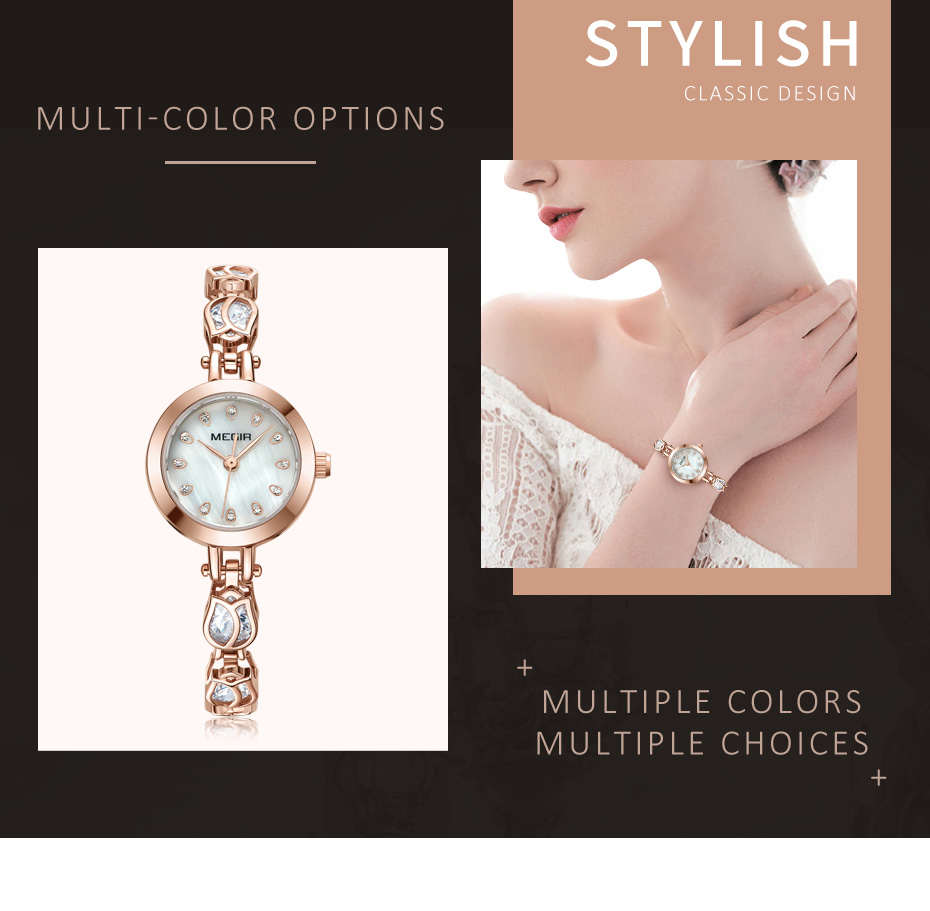 STYLISH
CLASSIC DESIGN
MULTI-COLOR OPTIONS
MEGIR
MULTIPLE COLORS
MULTIPLE CHOICES